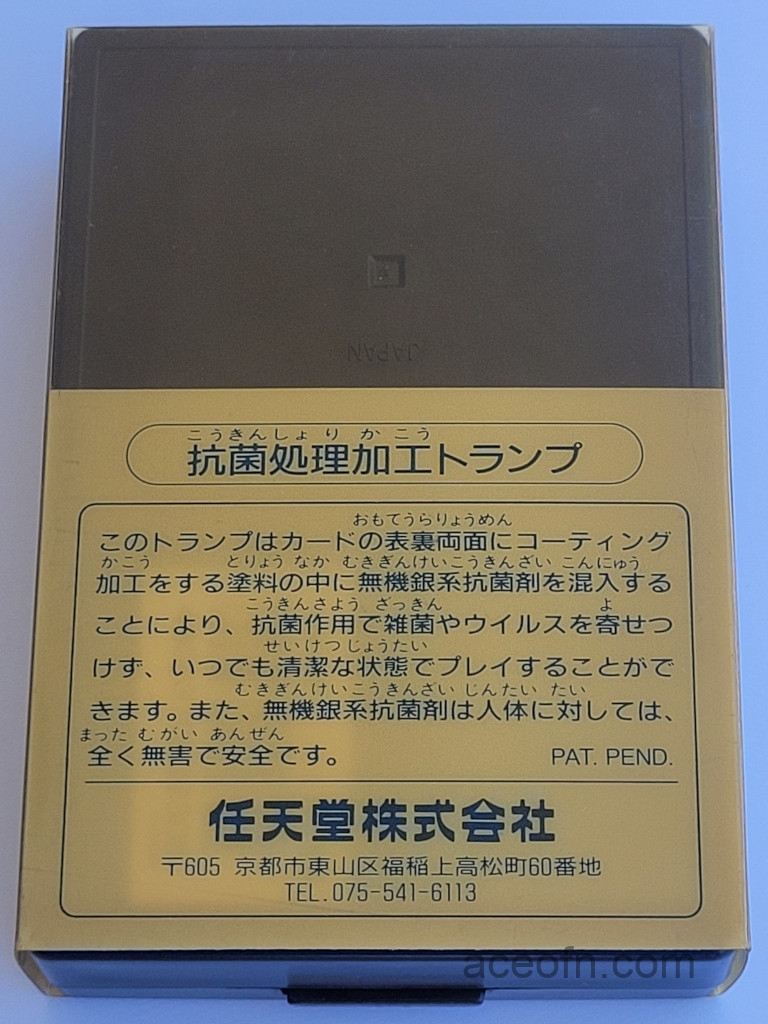 JAPAN
こうきんしょ り か こう
抗菌処理加工トランプ
おもてうらりょうめん
このトランプはカードの表裏両面にコーティング
かこう とりょう なか むきぎんけいこうきんざい こんにゅう
加工をする塗料の中に無機銀系抗菌剤を混入する
こうきんさよう ざっきん よ
ことにより、抗菌作用で雑菌やウイルスを寄せつ
せいけつ じょうたい
けず、いつでも清潔な状態でプレイすることがで
むきぎんけいこうきんざい じんたい たい
きます。また、無機銀系抗菌剤は人体に対しては、
まった むがい あんぜん
全く無害で安全です。 PAT. PEND.
任天堂株式会社
〒605 京都市東山区福稲上高松町60番地
TEL.075-541-6113
aceofn.com